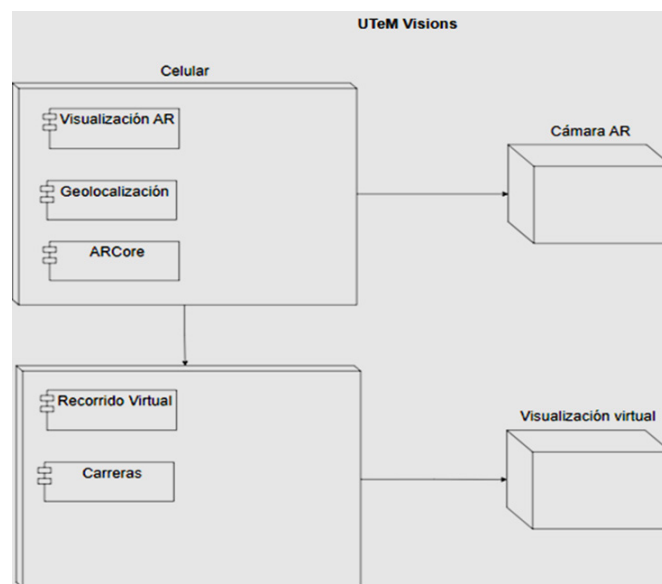 UTeM Visions
Celular
Visualización AR
Cámara AR
Geolocalización
ARCore
Recorrido Virtual
Visualización virtual
Carreras